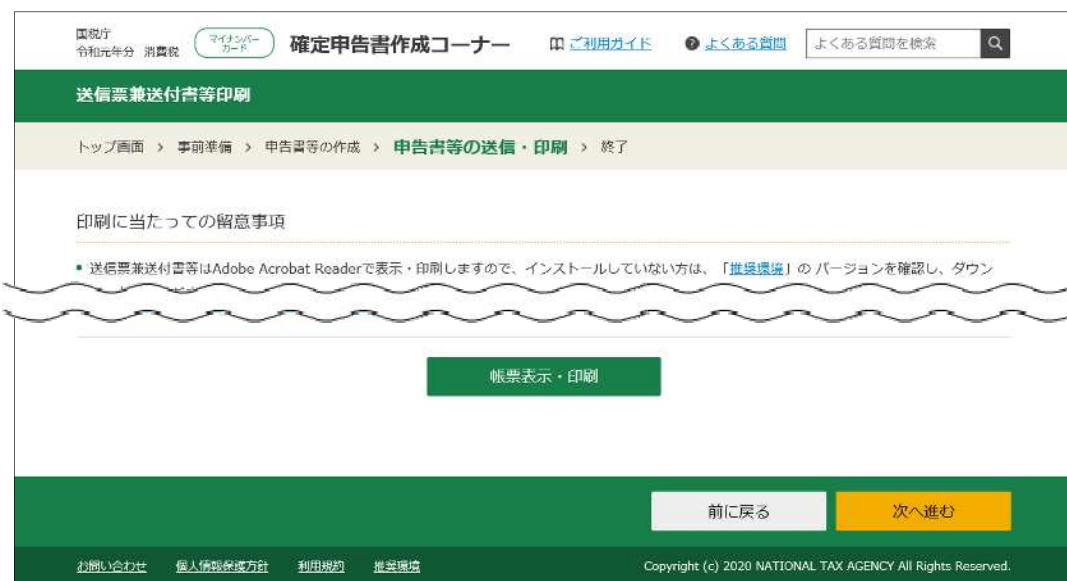 国税庁
令和元年分 消費税
マイナンバー
カード
確定申告書作成コーナー
ご利用ガイド
よくある質問
よくある質問を検索
送信票兼送付書等印刷
トップ画面 > 事前準備 > 申告書等の作成 > 申告書等の送信・印刷 > 終了
印刷に当たっての留意事項
送信票兼送付書等はAdobe Acrobat Readerで表示・印刷しますので、インストールしていない方は、「推奨環境」のバージョンを確認し、ダウン
帳票表示・印刷
前に戻る
次へ進む
お問い合わせ 個人情報保護方針 利用規約 推奨環境
Copyright (c) 2020 NATIONAL TAX AGENCY All Rights Reserved.